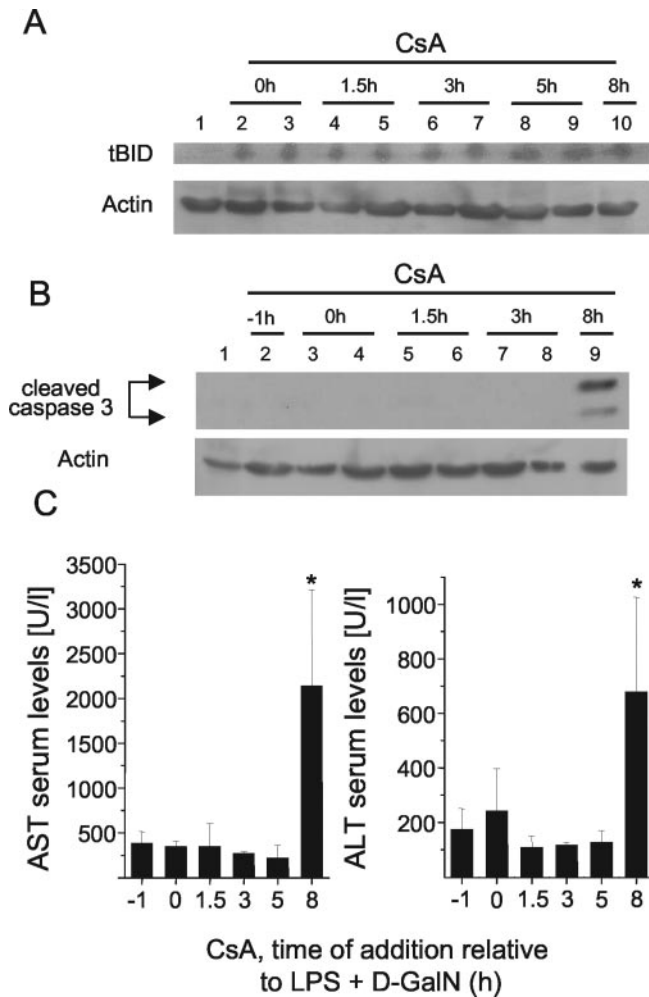 A
CsA
0h 1.5h 3h 5h 8h
1 2 3 4 5 6 7 8 9 10
tBID
Actin
B
CsA
-1h 0h 1.5h 3h 8h
1 2 3 4 5 6 7 8 9
cleaved
caspase 3
Actin
C
AST serum levels [U/l]
3500
3000
2500
2000
1500
1000
500
*
-1 0 1.5 3 5 8
ALT serum levels [U/l]
1000
800
600
400
200
*
-1 0 1.5 3 5 8
CsA, time of addition relative
to LPS + D-GalN (h)